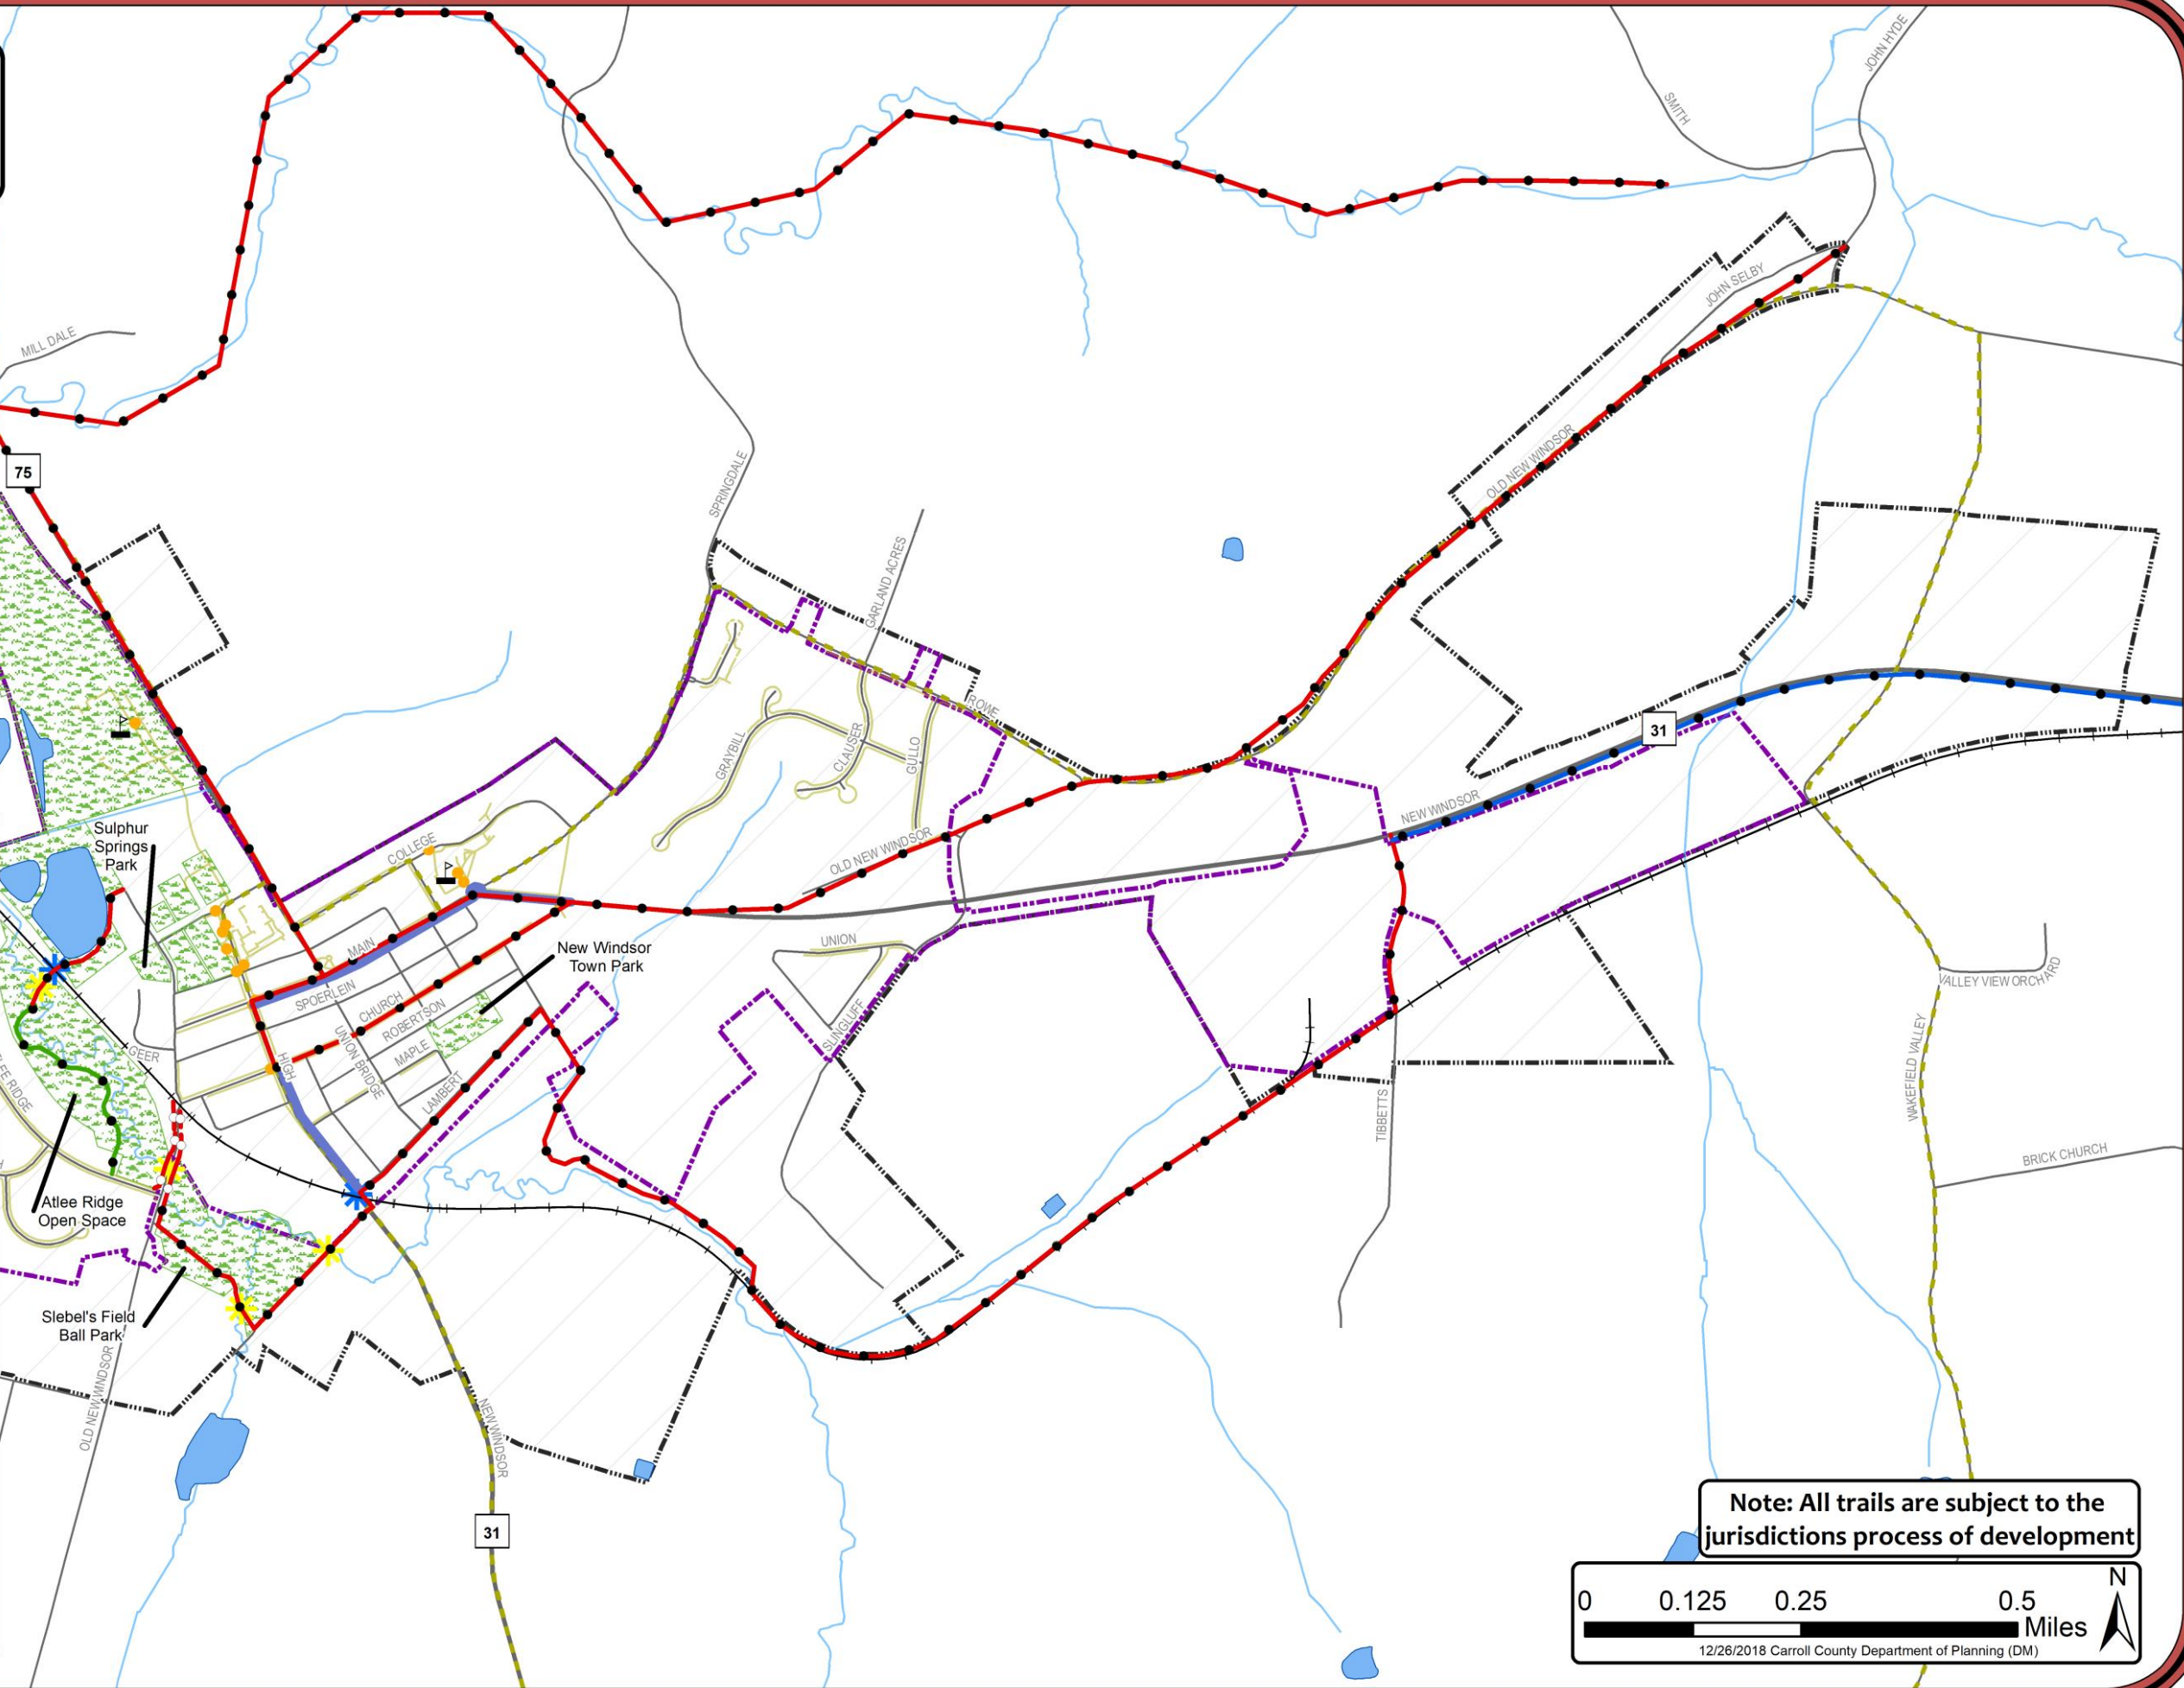 JOHN HYDE
SMITH
JOHN SELBY
MILL DALE
75
SPRINGDALE
OLD NEW WINDSOR
GARLAND ACRES
ROWE
31
GRAYBILL
CLAUSER
GULLO
NEW WINDSOR
Sulphur
Springs
Park
COLLEGE
OLD NEW WINDSOR
MAIN
New Windsor
Town Park
UNION
VALLEY VIEW ORCHARD
SPOERLEIN
CHURCH
ROBERTSON
UNION BRIDGE
MAPLE
SLINGLUFF
GEER
HIGH
LAMBERT
TIBBETTS
WAKEFIELD VALLEY
BRICK CHURCH
Atlee Ridge
Open Space
Slebel's Field
Ball Park
OLD NEW WINDSOR
NEW WINDSOR
31
Note: All trails are subject to the
jurisdictions process of development
N
0 0.125 0.25 0.5
Miles
12/26/2018 Carroll County Department of Planning (DM)